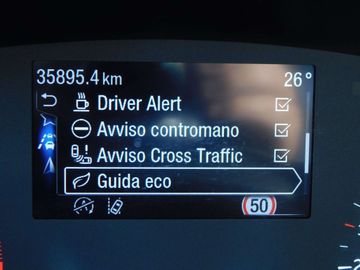 35895.4 km 26°
Driver Alert
Avviso contromano
Avviso Cross Traffic
Guida eco
50